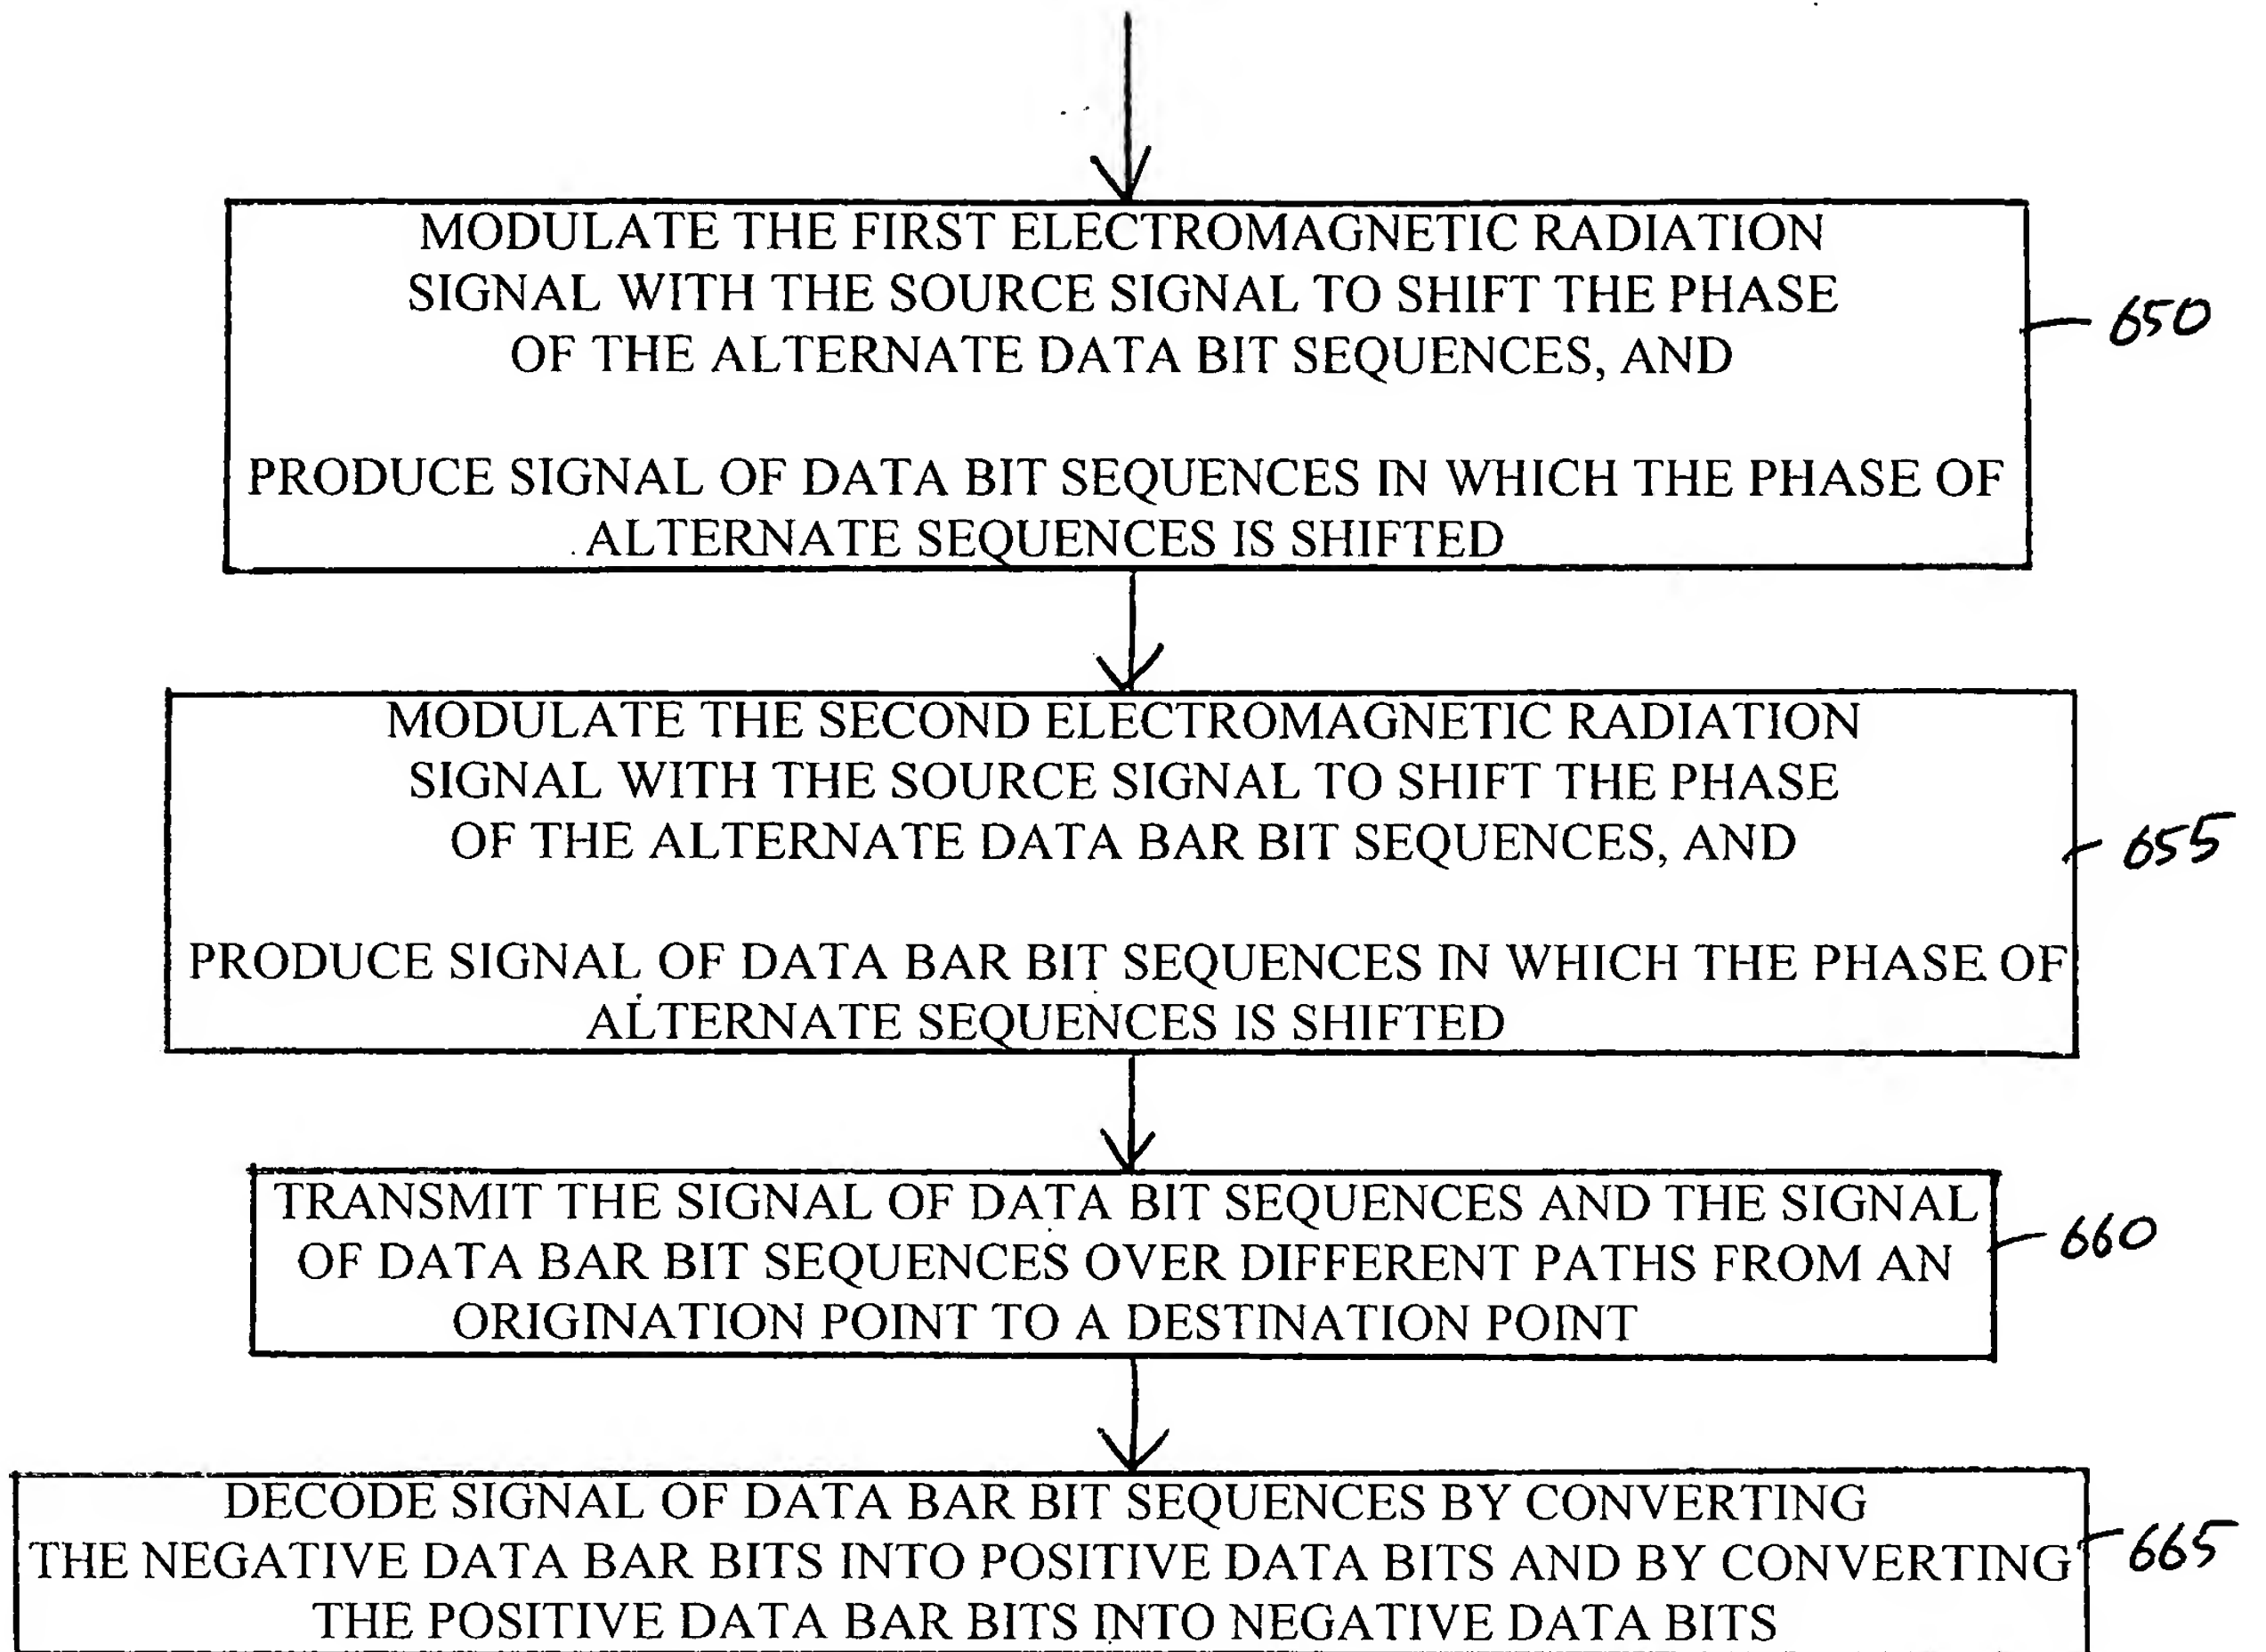 MODULATE THE FIRST ELECTROMAGNETIC RADIATION
SIGNAL WITH THE SOURCE SIGNAL TO SHIFT THE PHASE
OF THE ALTERNATE DATA BIT SEQUENCES, AND
650
PRODUCE SIGNAL OF DATA BIT SEQUENCES IN WHICH THE PHASE OF
ALTERNATE SEQUENCES IS SHIFTED
MODULATE THE SECOND ELECTROMAGNETIC RADIATION
SIGNAL WITH THE SOURCE SIGNAL TO SHIFT THE PHASE
OF THE ALTERNATE DATA BAR BIT SEQUENCES, AND
655
PRODUCE SIGNAL OF DATA BAR BIT SEQUENCES IN WHICH THE PHASE OF
ALTERNATE SEQUENCES IS SHIFTED
TRANSMIT THE SIGNAL OF DATA BIT SEQUENCES AND THE SIGNAL
OF DATA BAR BIT SEQUENCES OVER DIFFERENT PATHS FROM AN
ORIGINATION POINT TO A DESTINATION POINT
660
DECODE SIGNAL OF DATA BAR BIT SEQUENCES BY CONVERTING
THE NEGATIVE DATA BAR BITS INTO POSITIVE DATA BITS AND BY CONVERTING
THE POSITIVE DATA BAR BITS INTO NEGATIVE DATA BITS
665